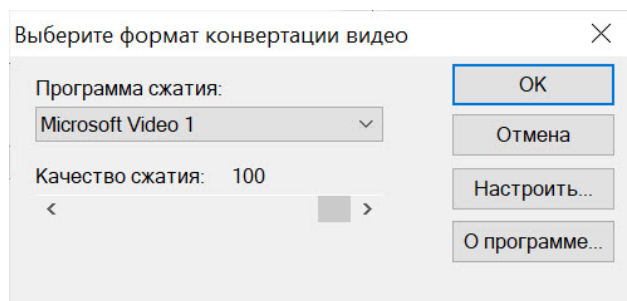 Выберите формат конвертации видео
Программа сжатия:
Microsoft Video 1
Качество сжатия: 100
OK
Отмена
Настроить...
О программе...